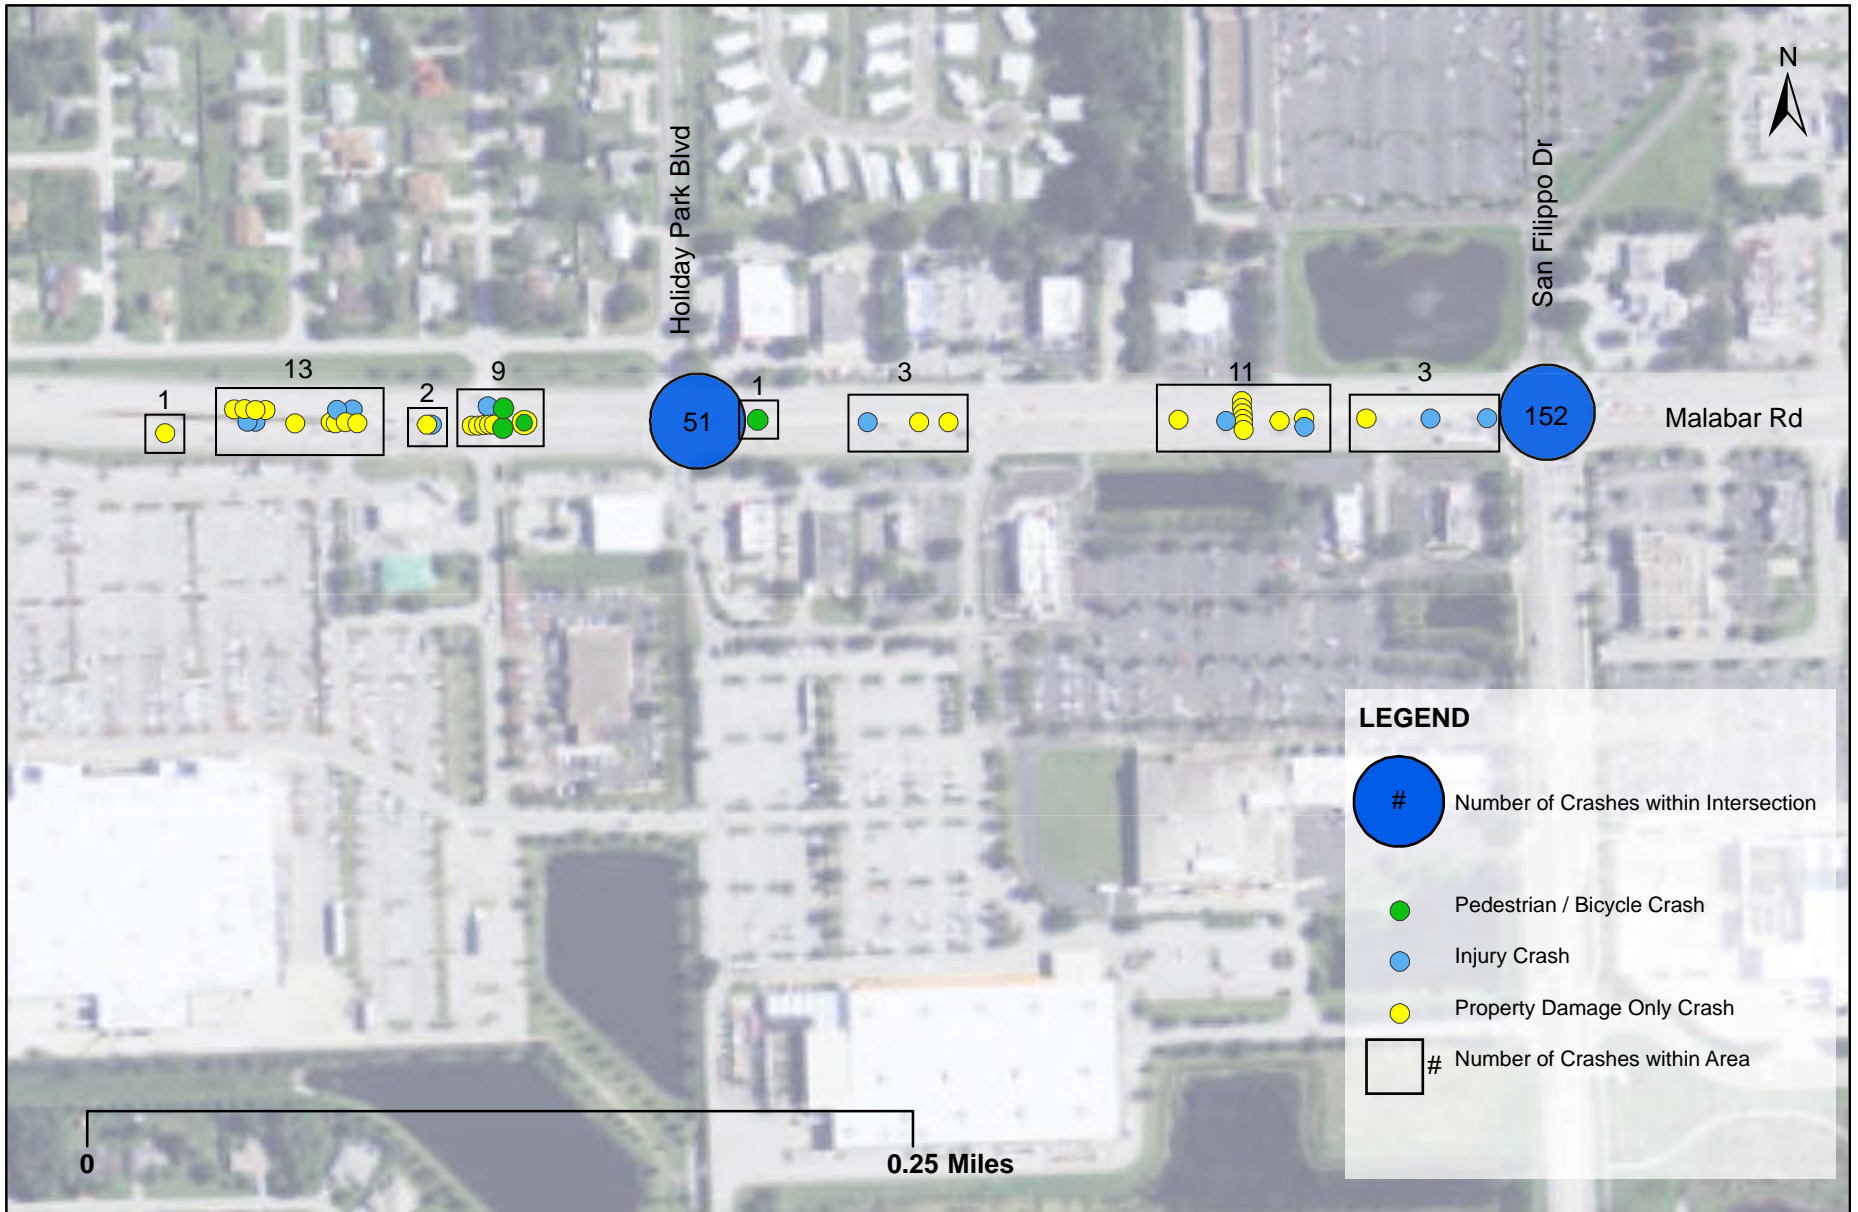 N
Holiday Park Blvd
San Filippo Dr
1
13
2
9
51
1
3
11
3
152
Malabar Rd
LEGEND
# Number of Crashes within Intersection
Pedestrian / Bicycle Crash
Injury Crash
Property Damage Only Crash
# Number of Crashes within Area
0
0.25 Miles